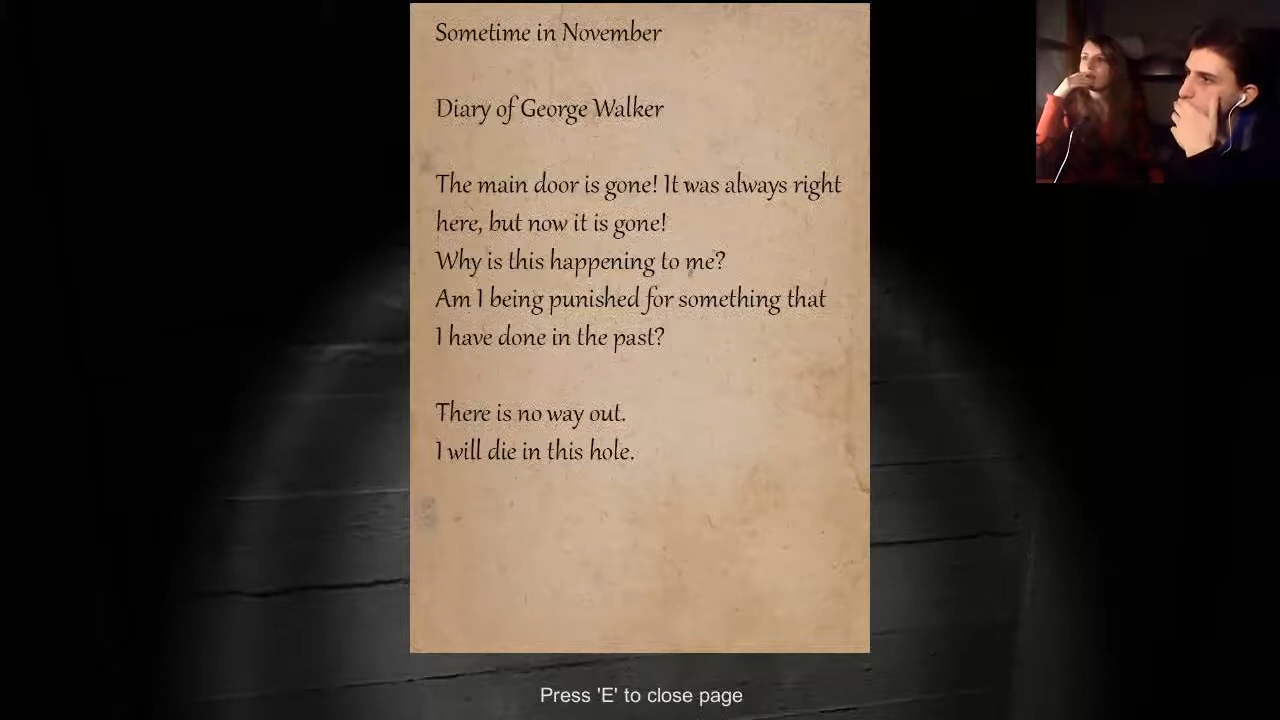 Sometime in November
Diary of George Walker
The main door is gone! It was always right
here, but now it is gone!
Why is this happening to me?
Am I being punished for something that
I have done in the past?
There is no way out.
I will die in this hole.
Press 'E' to close page